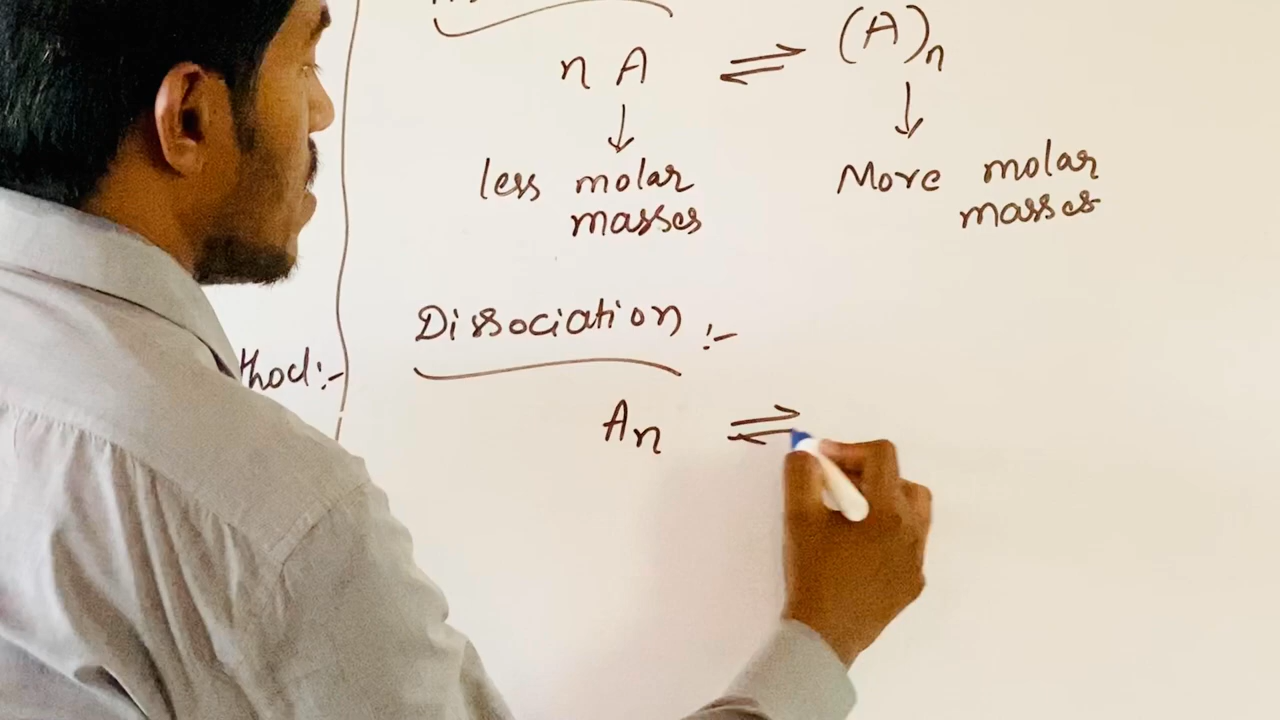 n A ⇌ (A)n
less molar masses
More molar masses
Dissociation :-
thod :-
An ⇌